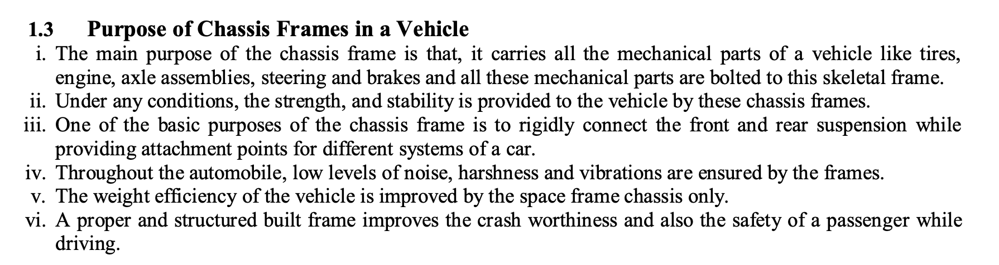 1.3 Purpose of Chassis Frames in a Vehicle
i. The main purpose of the chassis frame is that, it carries all the mechanical parts of a vehicle like tires,
engine, axle assemblies, steering and brakes and all these mechanical parts are bolted to this skeletal frame.
ii. Under any conditions, the strength, and stability is provided to the vehicle by these chassis frames.
iii. One of the basic purposes of the chassis frame is to rigidly connect the front and rear suspension while
providing attachment points for different systems of a car.
iv. Throughout the automobile, low levels of noise, harshness and vibrations are ensured by the frames.
v. The weight efficiency of the vehicle is improved by the space frame chassis only.
vi. A proper and structured built frame improves the crash worthiness and also the safety of a passenger while
driving.